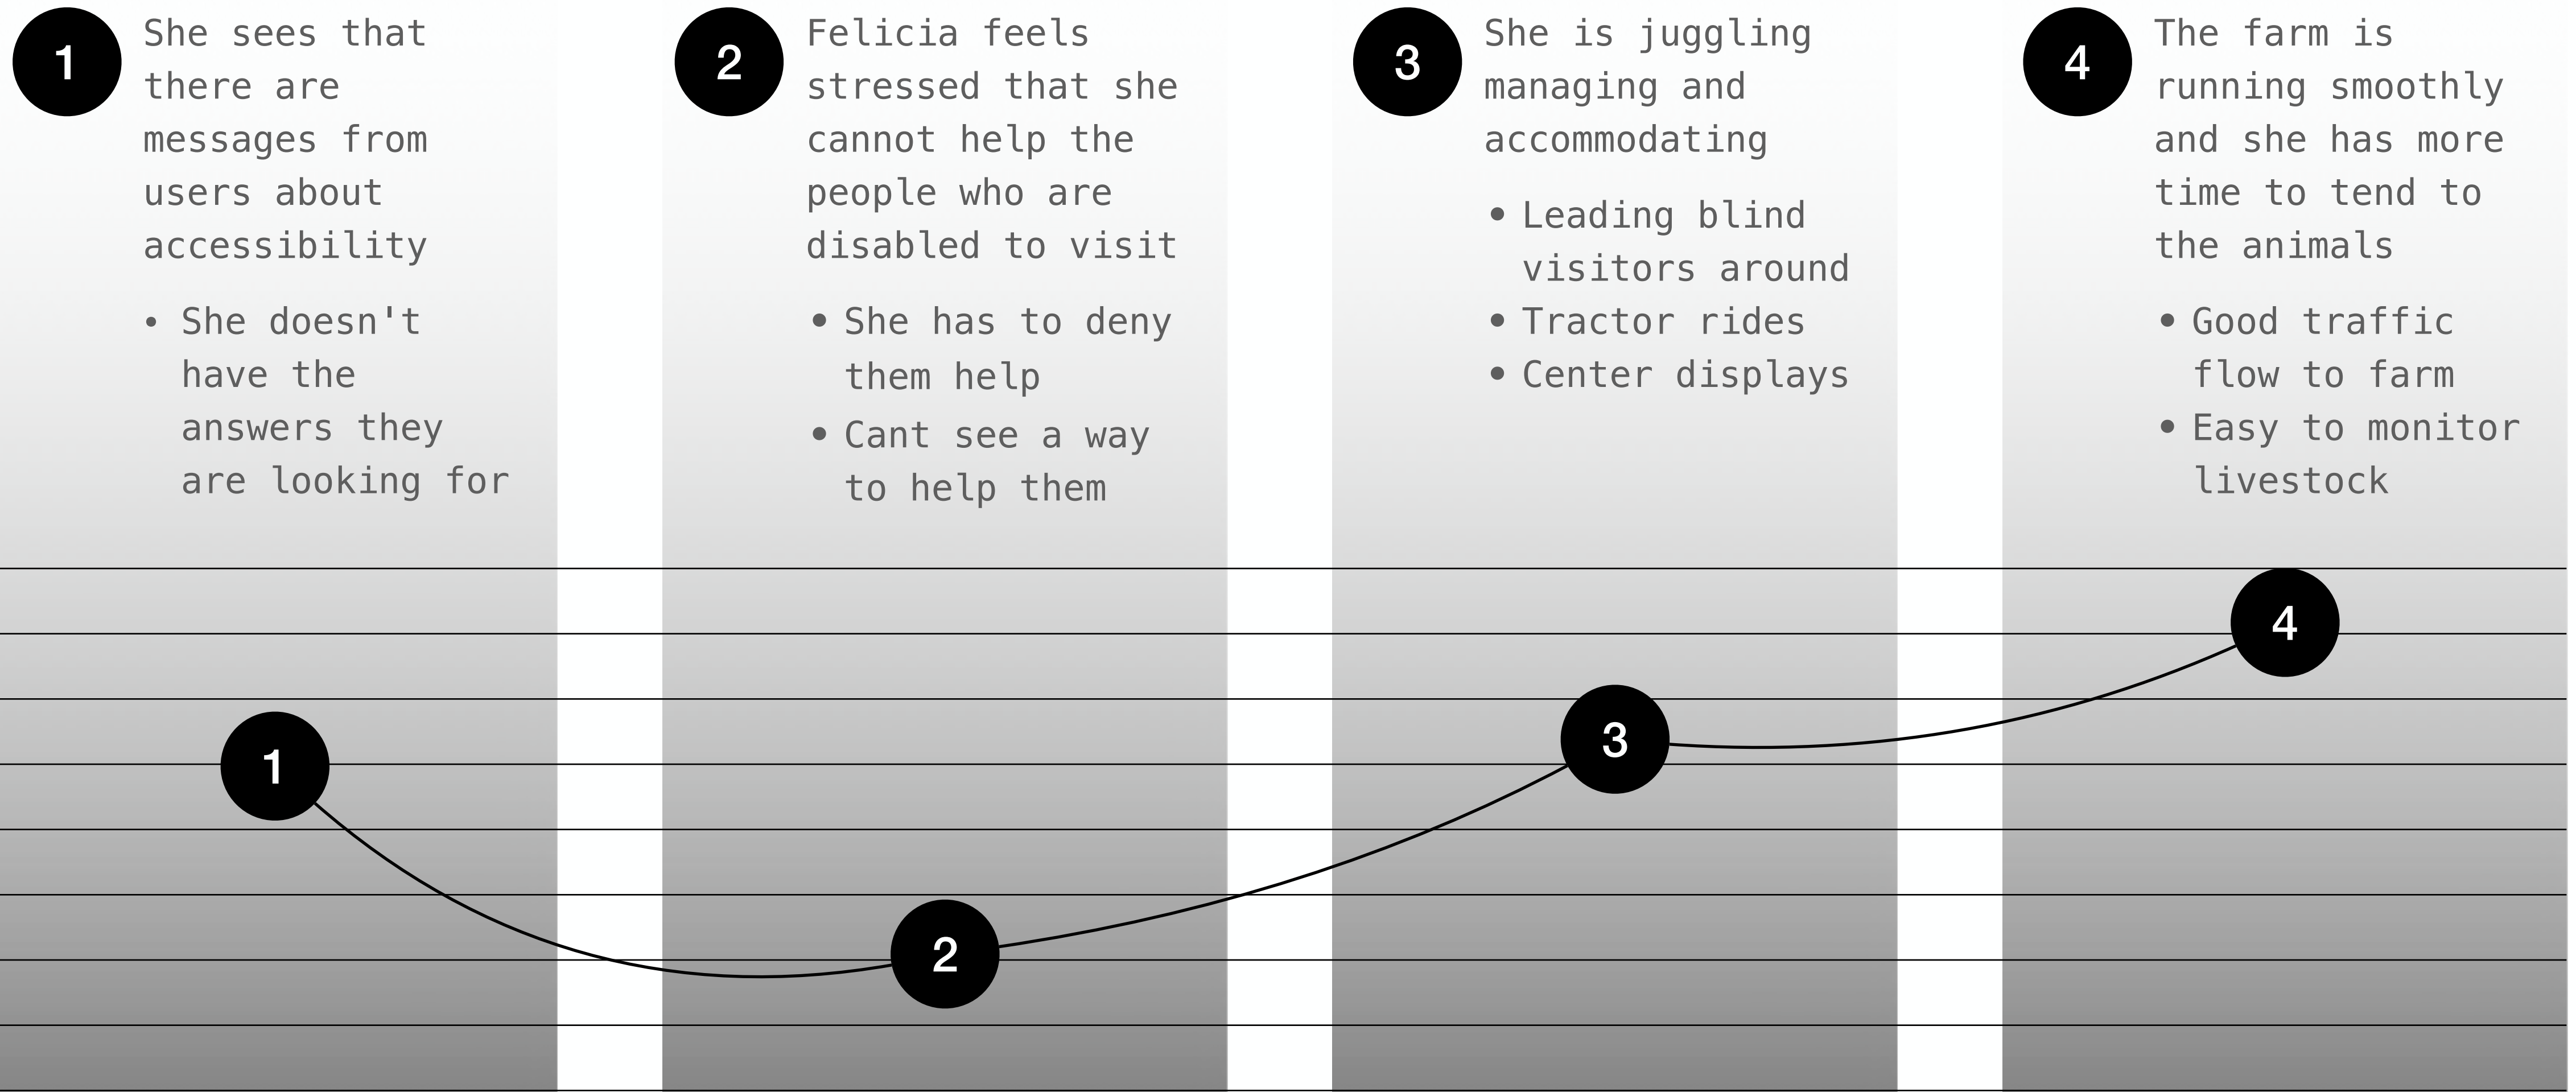 1
She sees that
there are
messages from
users about
accessibility
• She doesn't
have the
answers they
are looking for
2
Felicia feels
stressed that she
cannot help the
people who are
disabled to visit
• She has to deny
them help
• Cant see a way
to help them
3
She is juggling
managing and
accommodating
• Leading blind
visitors around
• Tractor rides
• Center displays
4
The farm is
running smoothly
and she has more
time to tend to
the animals
• Good traffic
flow to farm
• Easy to monitor
livestock
1
2
3
4